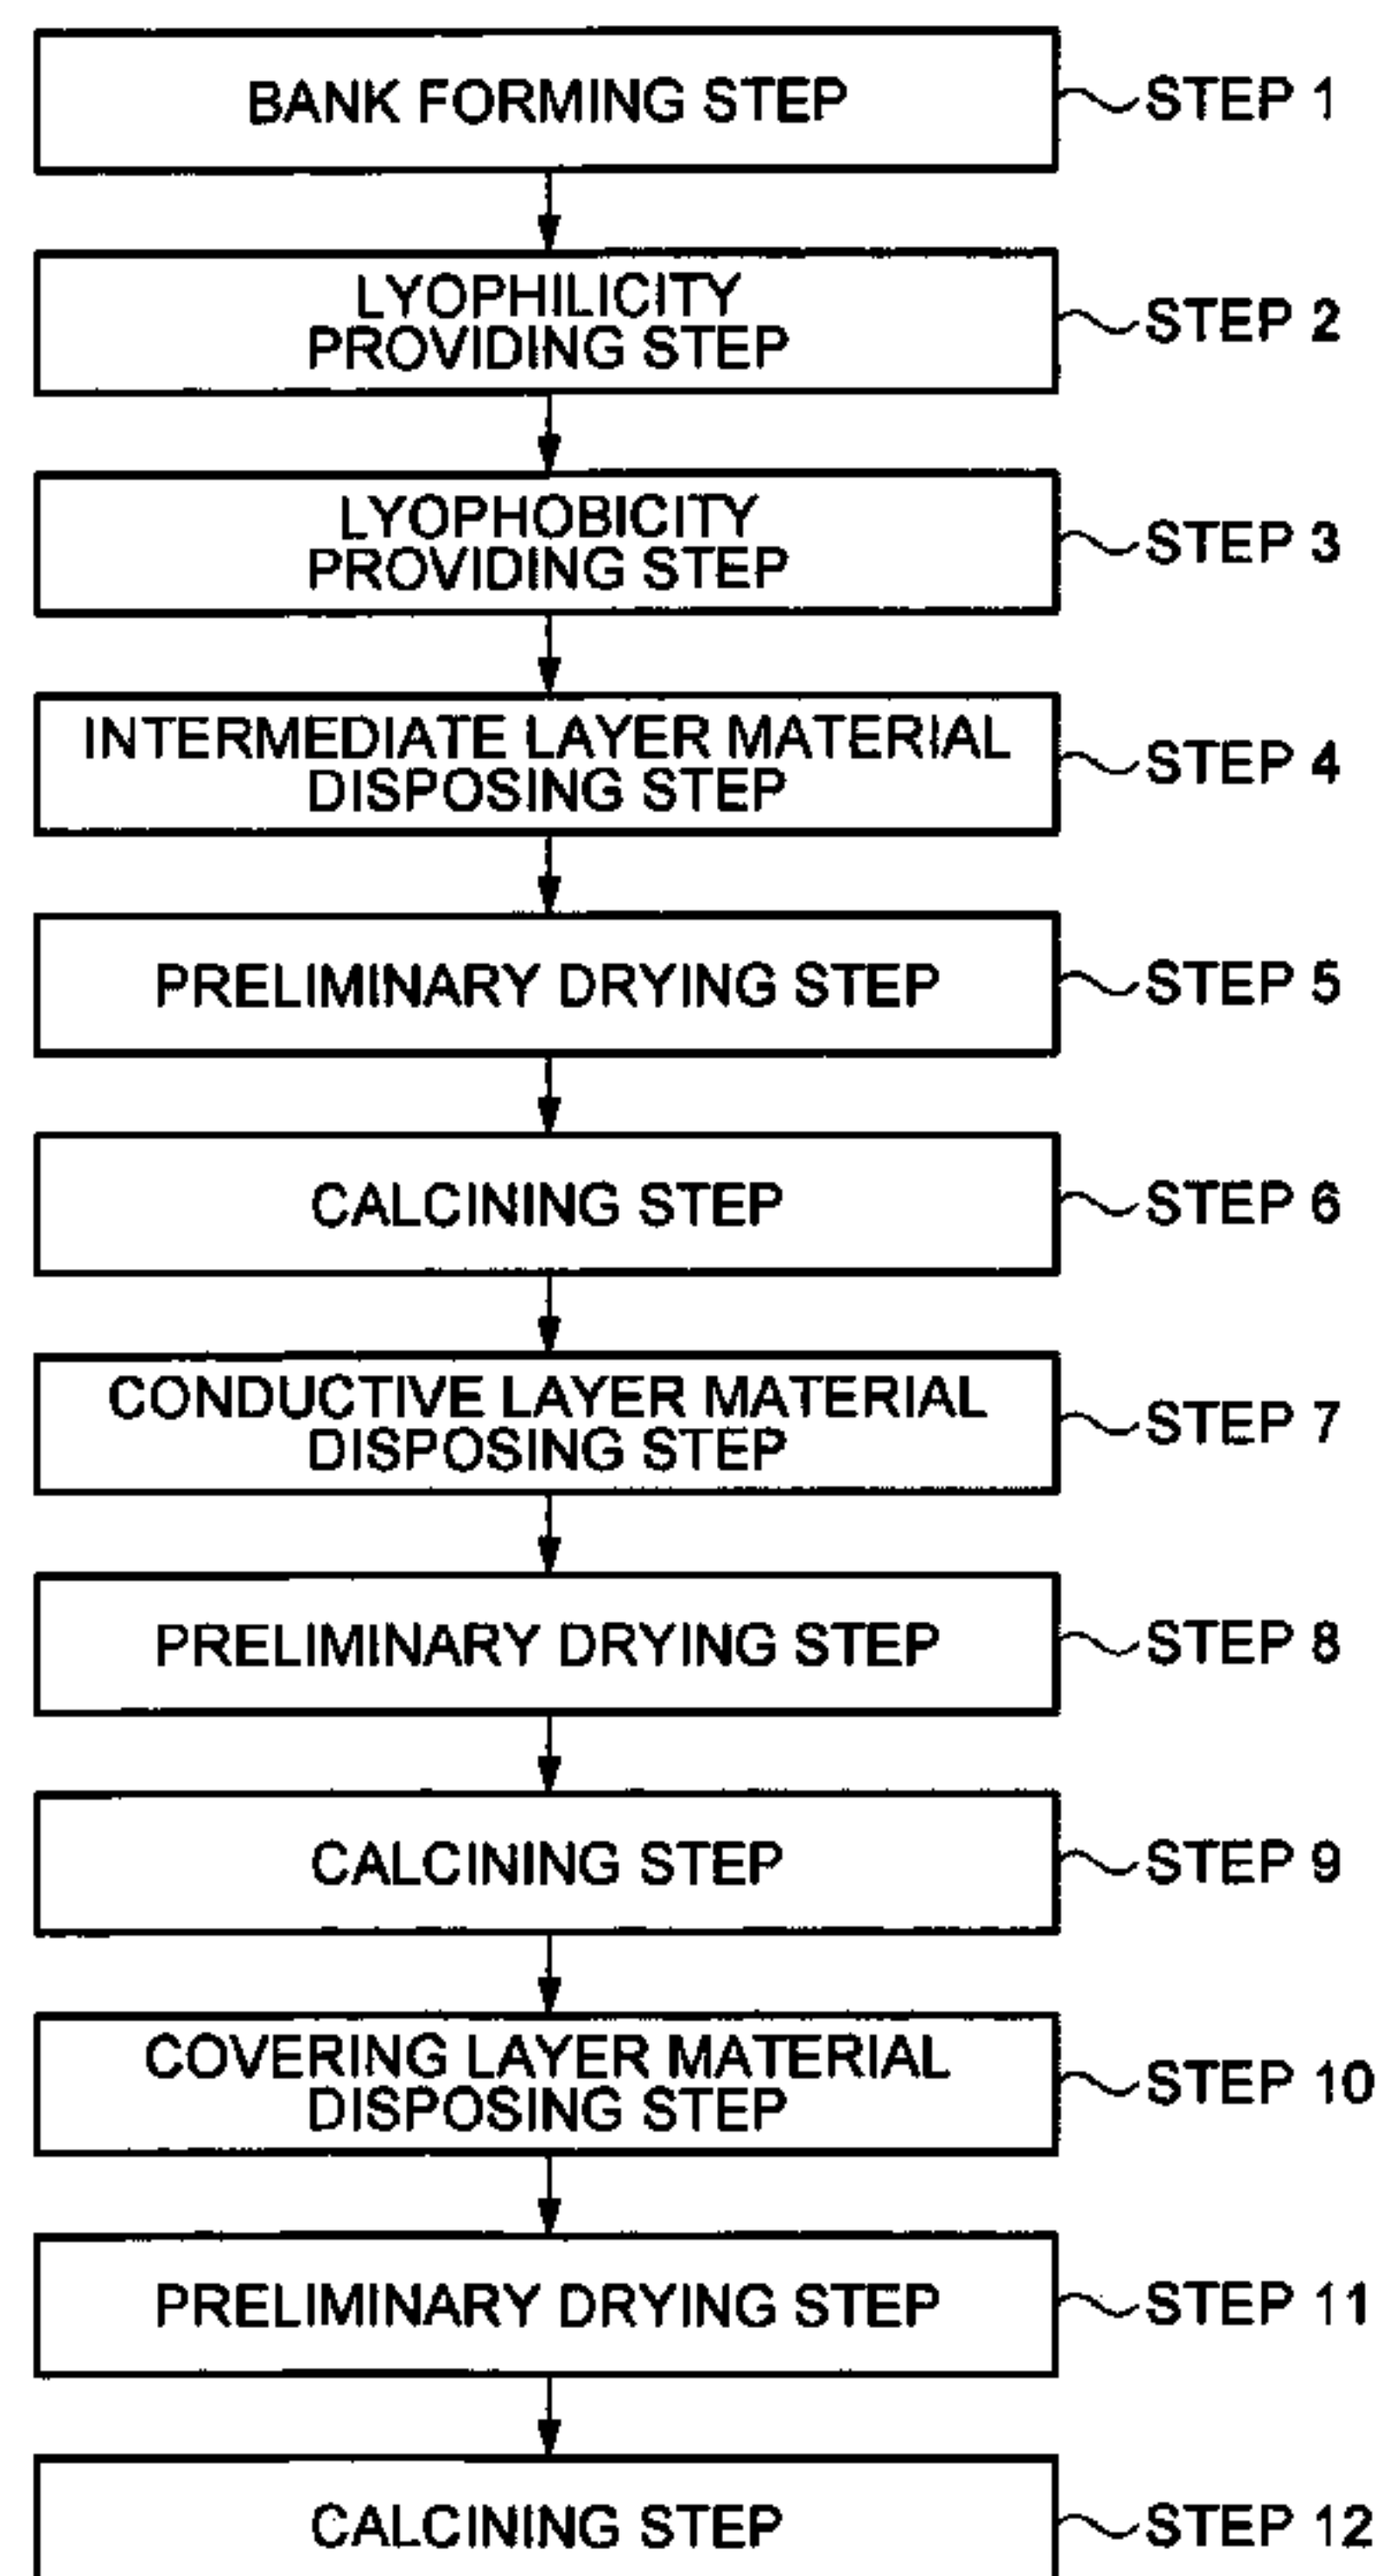 BANK FORMING STEP
STEP 1
LYOPHILICITY
PROVIDING STEP
STEP 2
LYOPHOBICITY
PROVIDING STEP
STEP 3
INTERMEDIATE LAYER MATERIAL
DISPOSING STEP
STEP 4
PRELIMINARY DRYING STEP
STEP 5
CALCINING STEP
STEP 6
CONDUCTIVE LAYER MATERIAL
DISPOSING STEP
STEP 7
PRELIMINARY DRYING STEP
STEP 8
CALCINING STEP
STEP 9
COVERING LAYER MATERIAL
DISPOSING STEP
STEP 10
PRELIMINARY DRYING STEP
STEP 11
CALCINING STEP
STEP 12